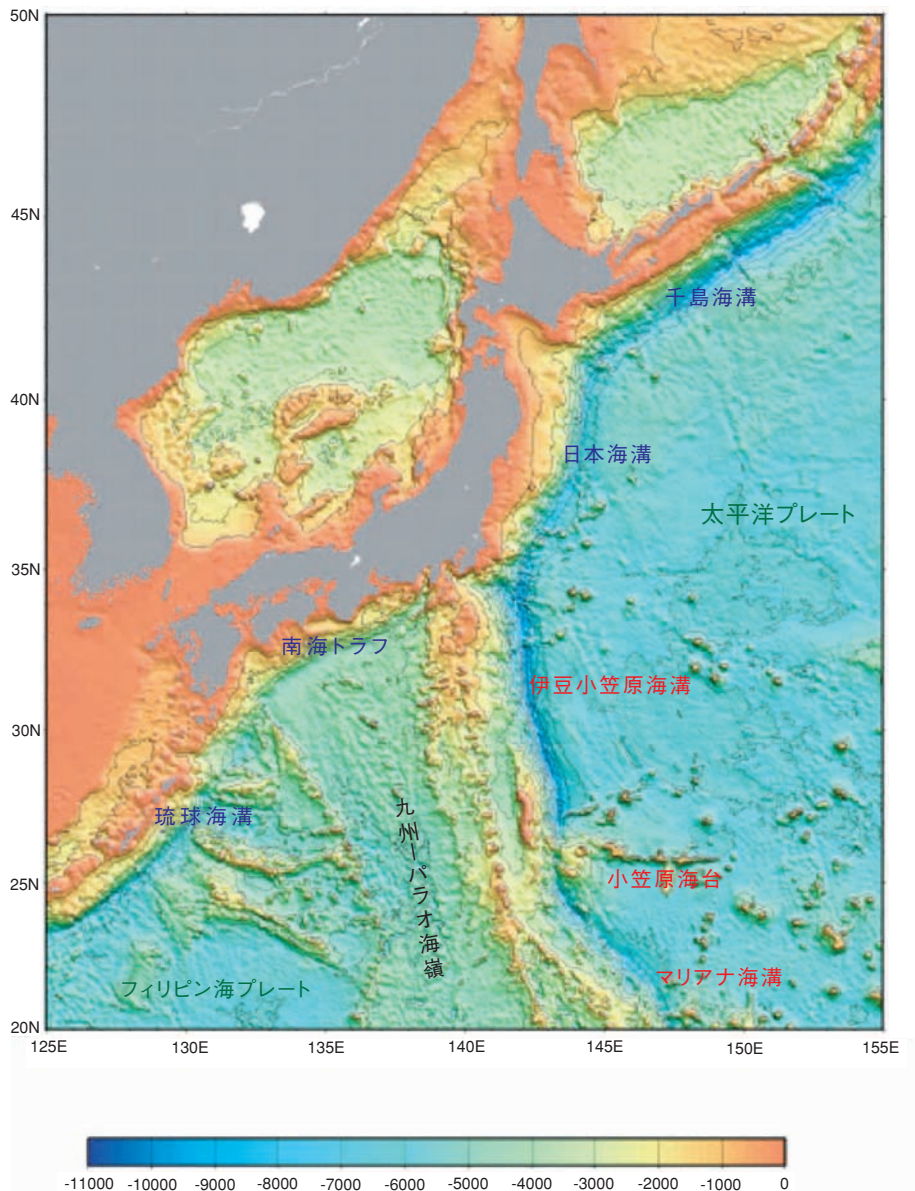 50N
45N
千島海溝
40N
日本海溝
太平洋プレート
35N
南海トラフ
伊豆小笠原海溝
30N
琉球海溝
九州ーパラオ海嶺
小笠原海台
25N
マリアナ海溝
フィリピン海プレート
20N
125E 130E 135E 140E 145E 150E 155E
-11000 -10000 -9000 -8000 -7000 -6000 -5000 -4000 -3000 -2000 -1000 0